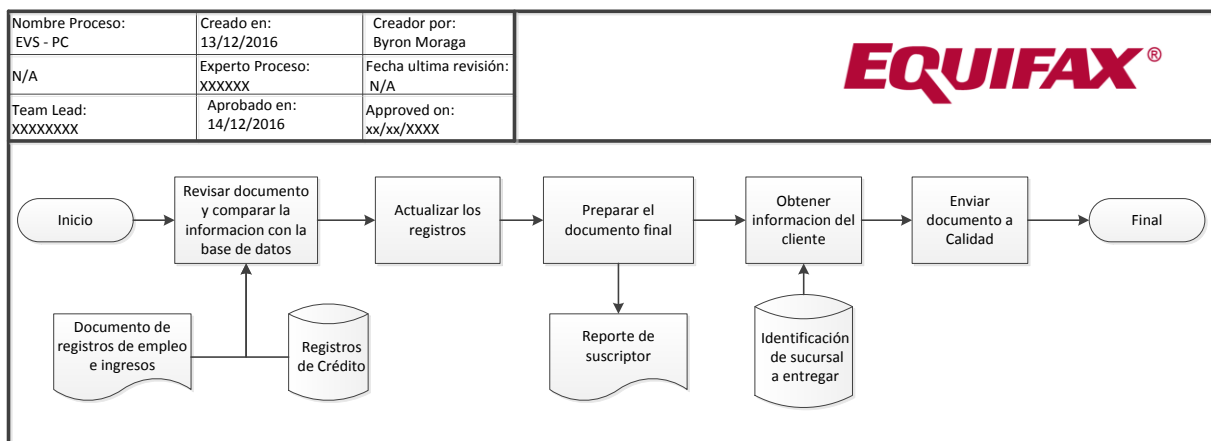 Nombre Proceso:
EVS - PC
Creado en:
13/12/2016
Creador por:
Byron Moraga
N/A
Experto Proceso:
XXXXXX
Fecha ultima revisión:
N/A
Team Lead:
XXXXXXXX
Aprobado en:
14/12/2016
Approved on:
xx/xx/XXXX
EQUIFAX®
Inicio
Revisar documento
y comparar la
informacion con la
base de datos
Actualizar los
registros
Preparar el
documento final
Obtener
informacion del
cliente
Enviar
documento a
Calidad
Final
Documento de
registros de empleo
e ingresos
Registros
de Crédito
Reporte de
suscriptor
Identificación
de sucursal
a entregar